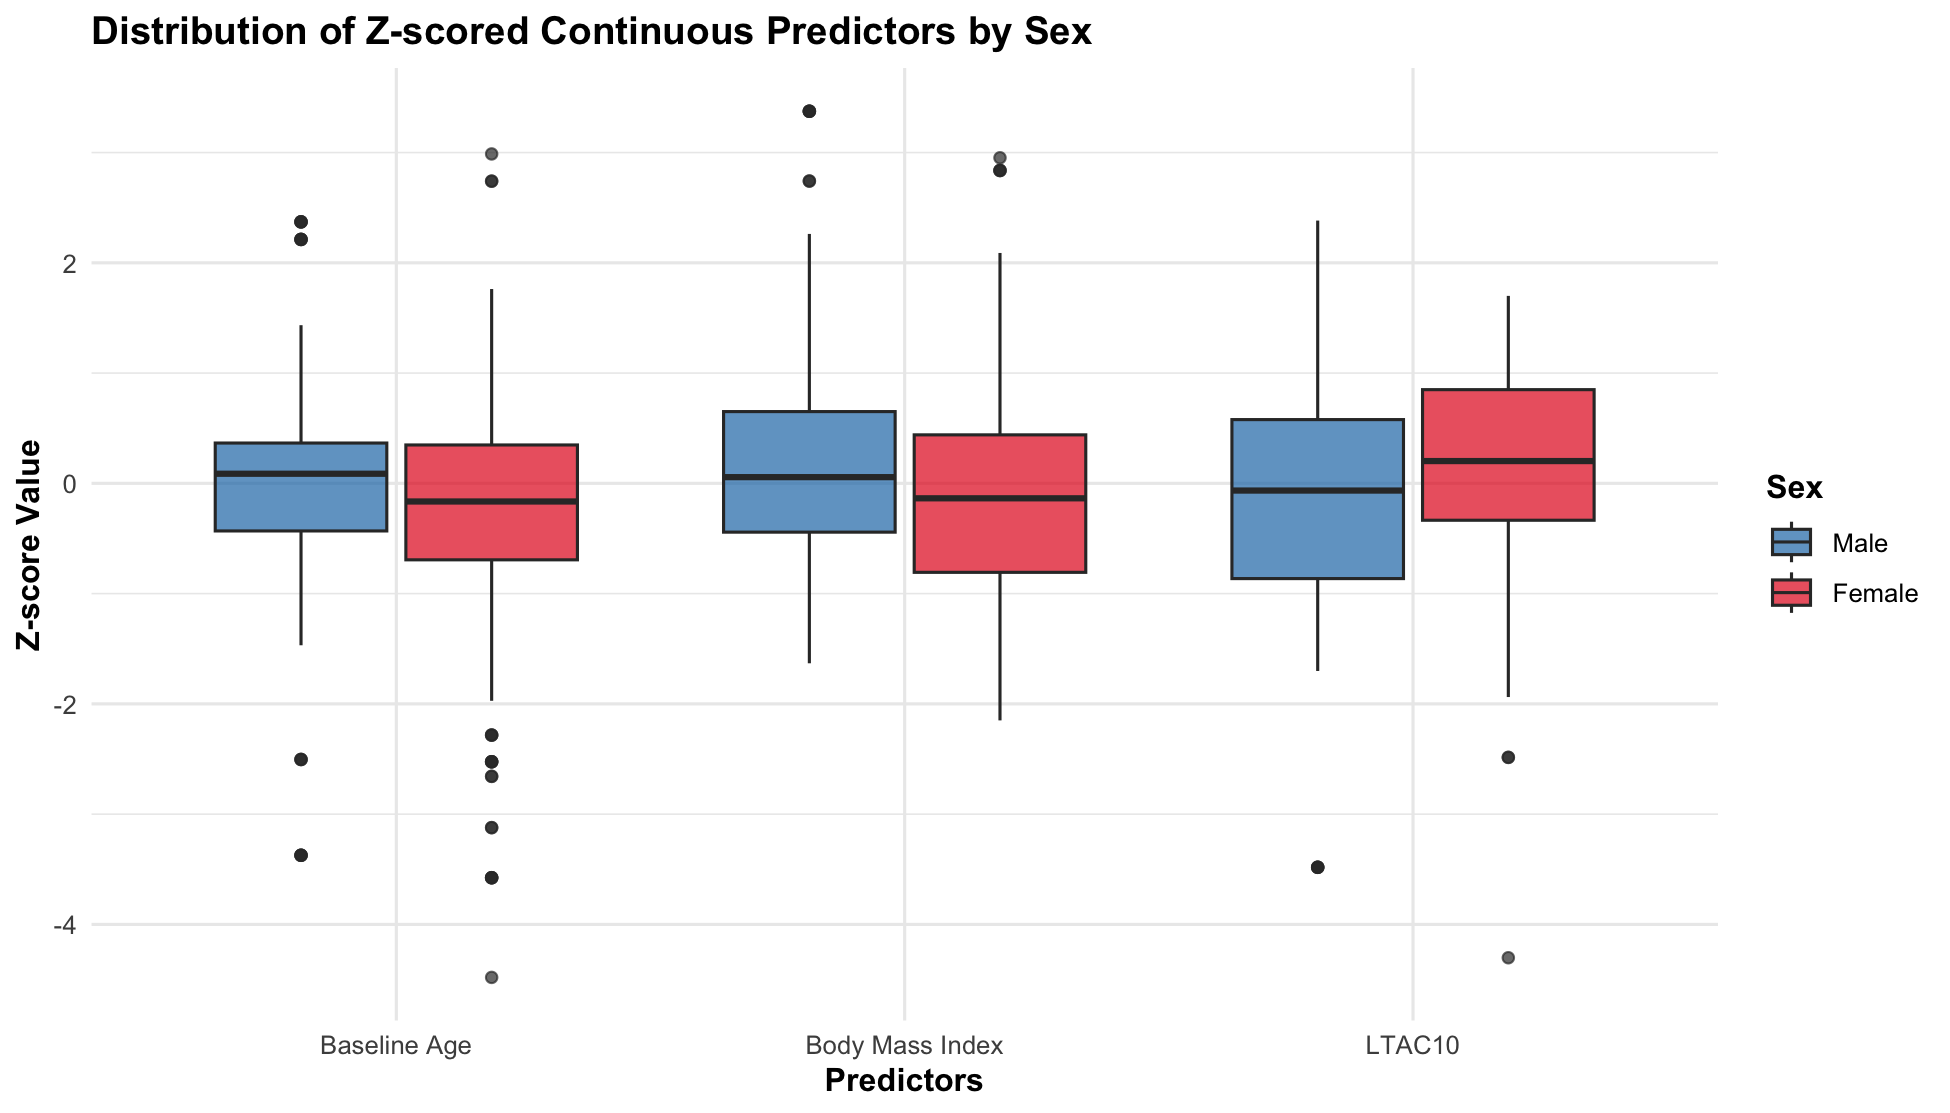 Distribution of Z-scored Continuous Predictors by Sex
Z-score Value
2
0
-2
-4
Baseline Age
Body Mass Index
LTAC10
Predictors
Sex
Male
Female